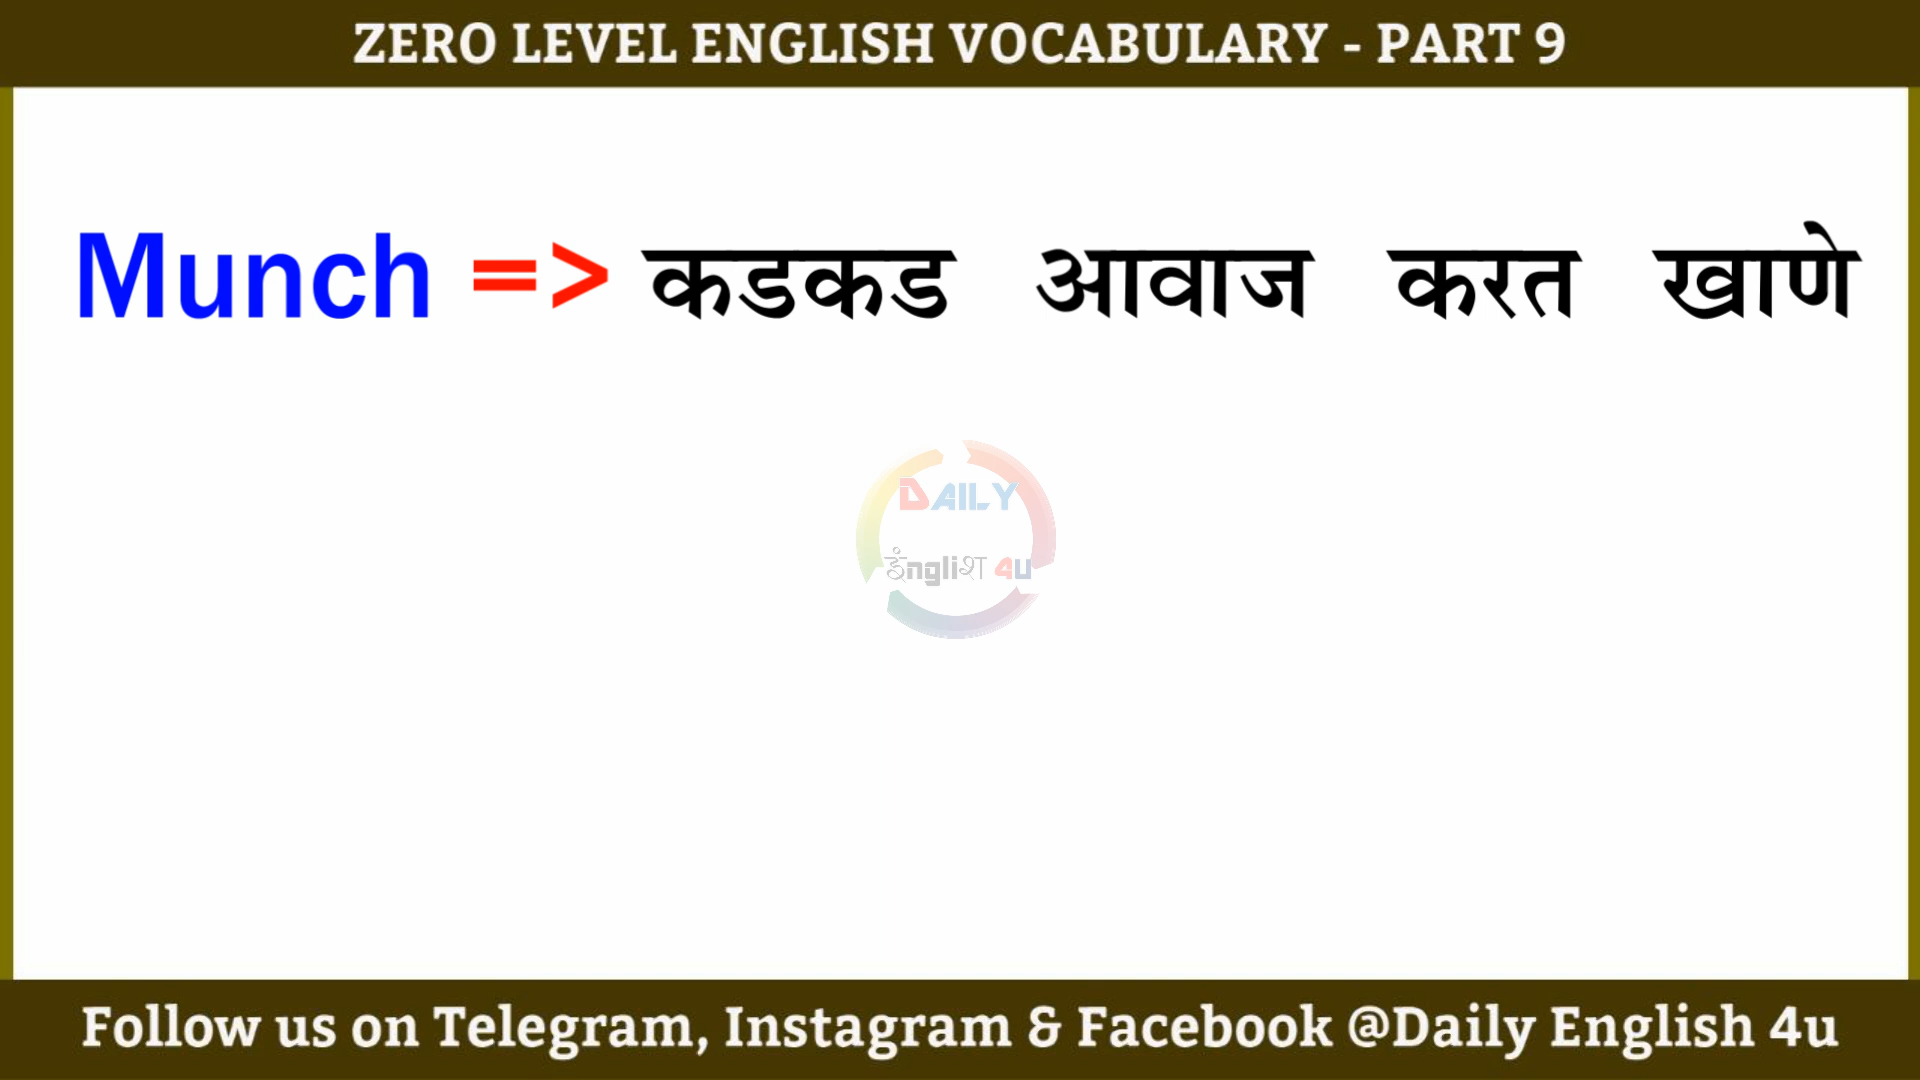 ZERO LEVEL ENGLISH VOCABULARY - PART 9
Munch => कडकड आवाज करत खाणे
DAILY
इंngliश 4u
Follow us on Telegram, Instagram & Facebook @Daily English 4u